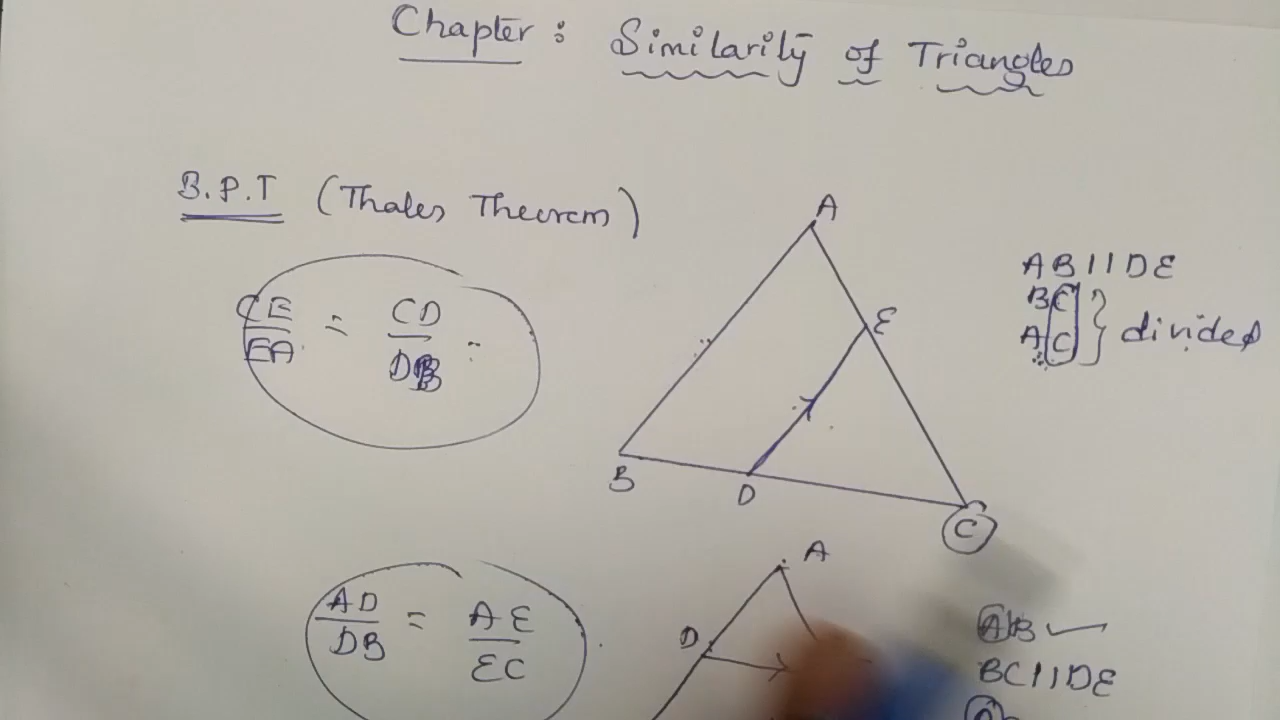 Chapter : Similarity of Triangles
B.P.T (Thales Theorem)
CE/EA = CD/DB
A
E
B
D
C
AB||DE
BC
AC } divided
AD/DB = AE/EC
A
D
AB ✓
BC||DE